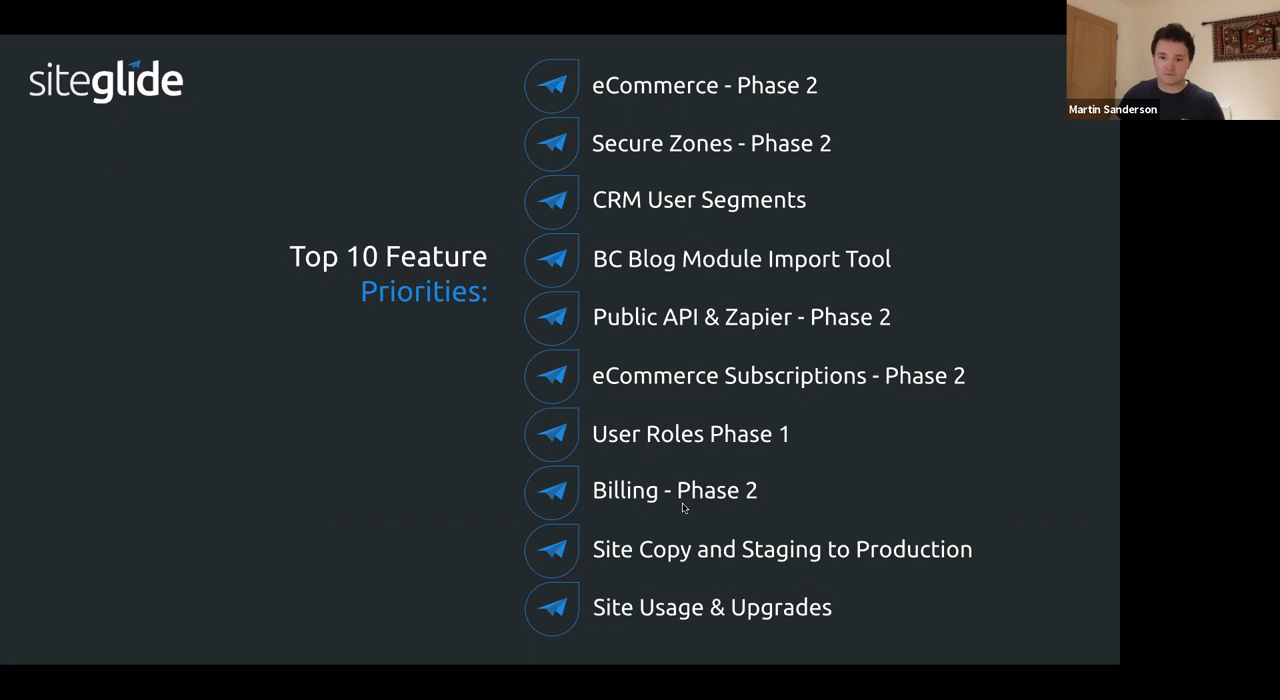 siteglide
Top 10 Feature
Priorities:
eCommerce - Phase 2
Secure Zones - Phase 2
CRM User Segments
BC Blog Module Import Tool
Public API & Zapier - Phase 2
eCommerce Subscriptions - Phase 2
User Roles Phase 1
Billing - Phase 2
Site Copy and Staging to Production
Site Usage & Upgrades
Martin Sanderson